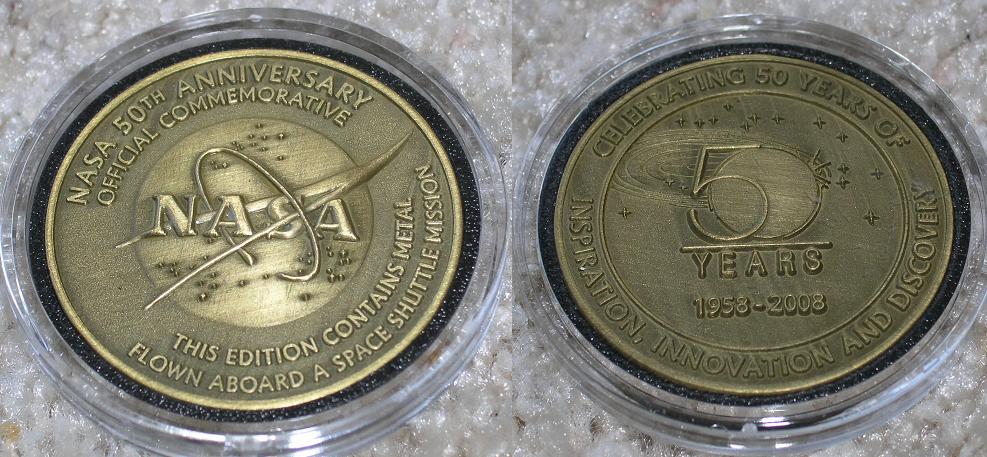 NASA 50TH ANNIVERSARY
OFFICIAL COMMEMORATIVE
NASA
THIS EDITION CONTAINS METAL
FLOWN ABOARD A SPACE SHUTTLE MISSION
CELEBRATING 50 YEARS OF
NASA
50
YEARS
1958-2008
INSPIRATION, INNOVATION AND DISCOVERY